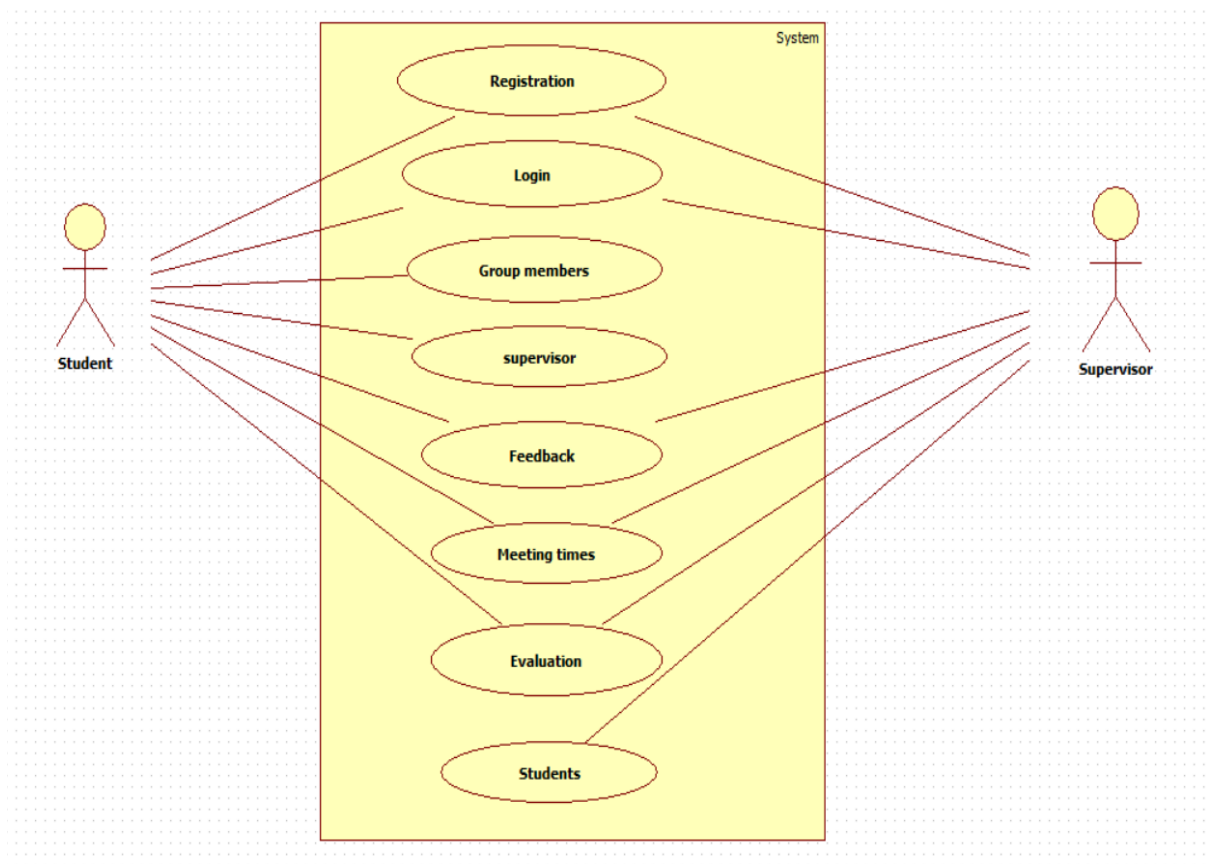 System
Registration
Login
Group members
supervisor
Feedback
Meeting times
Evaluation
Students
Student
Supervisor